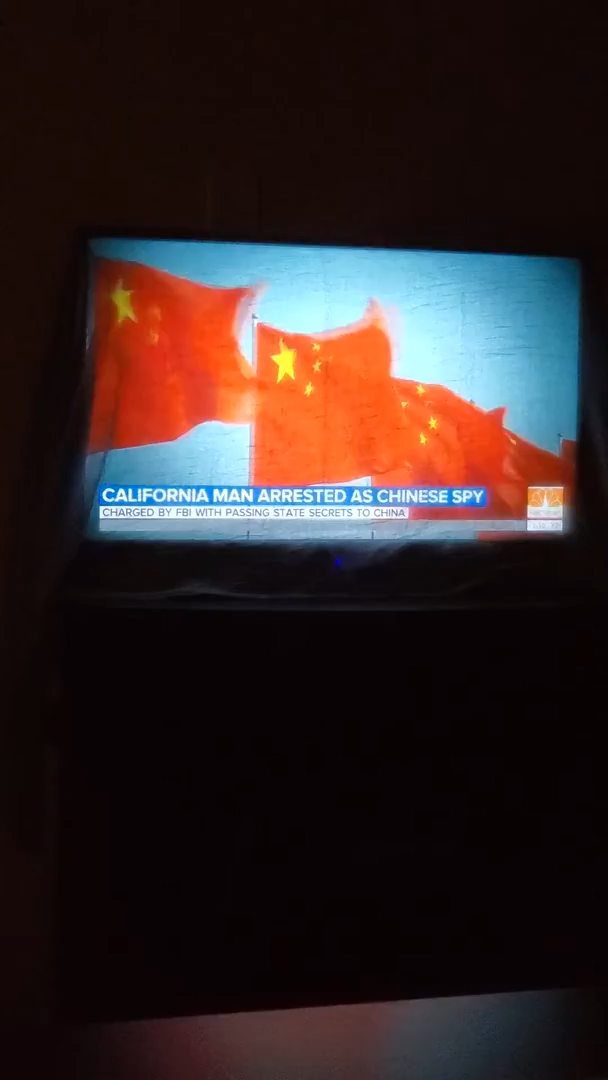 CALIFORNIA MAN ARRESTED AS CHINESE SPY
CHARGED BY FBI WITH PASSING STATE SECRETS TO CHINA